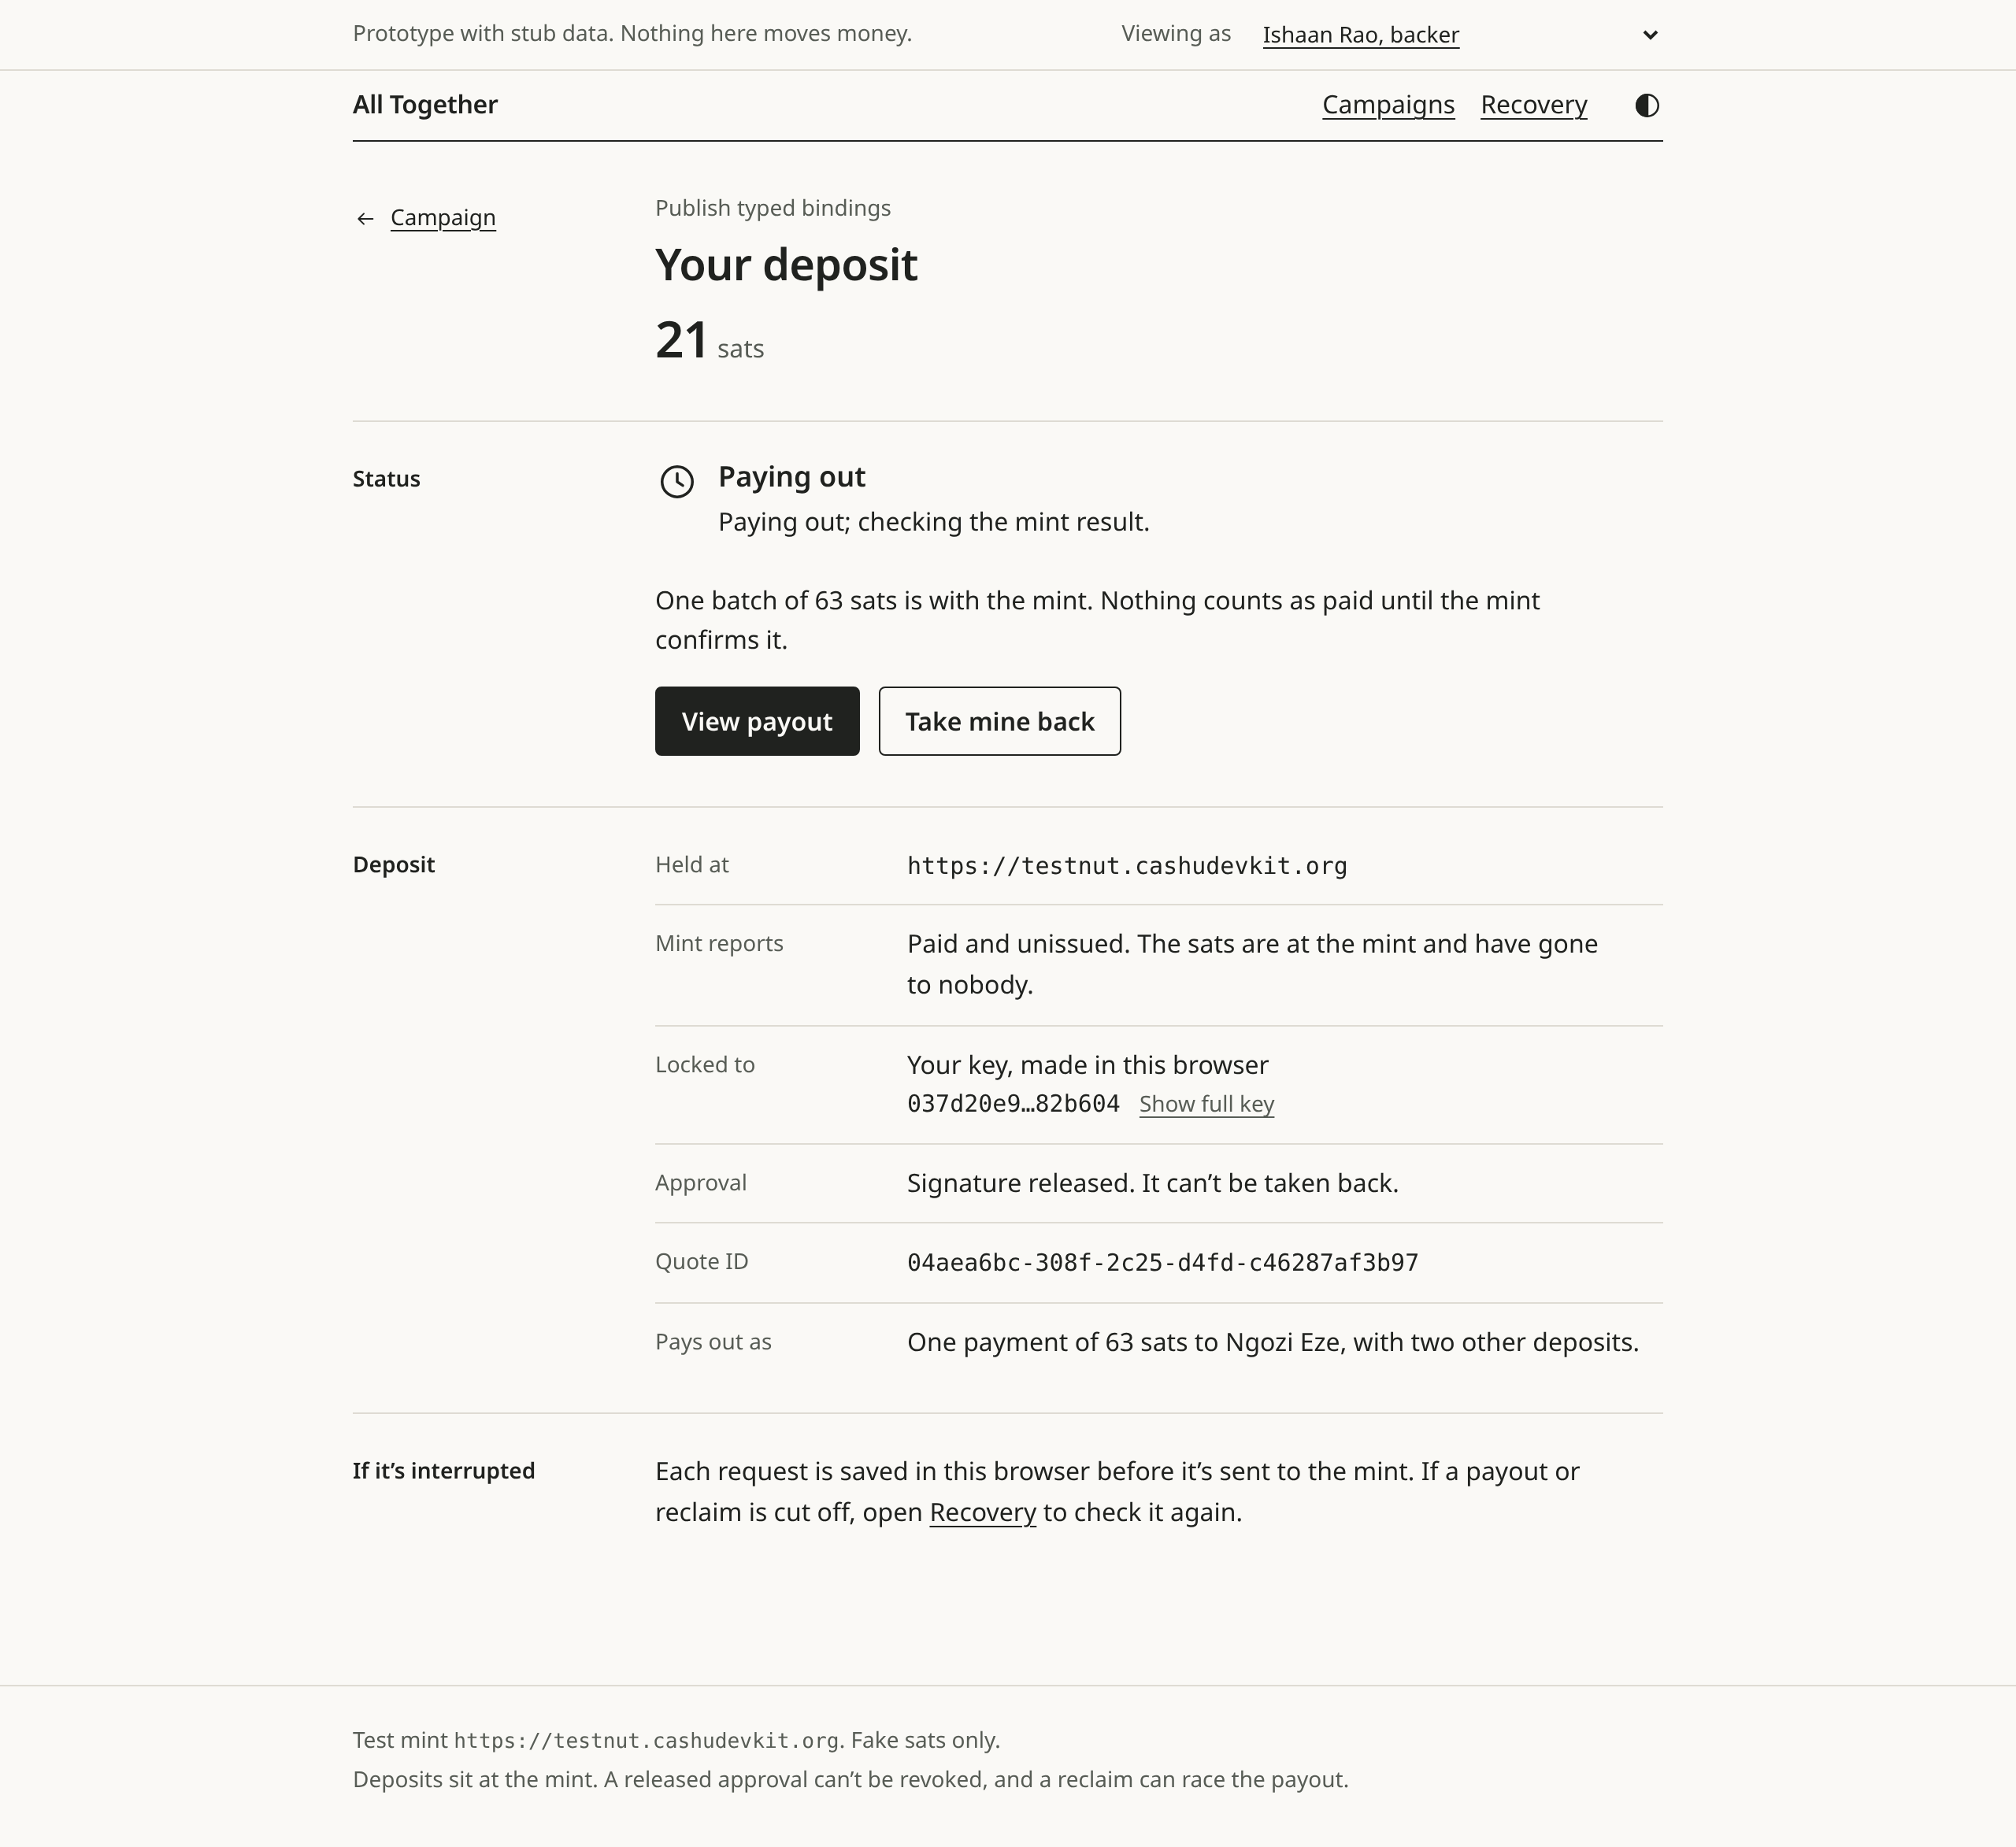 Prototype with stub data. Nothing here moves money.
Viewing as Ishaan Rao, backer
All Together
Campaigns Recovery
← Campaign
Publish typed bindings
Your deposit
21 sats
Status
Paying out
Paying out; checking the mint result.
One batch of 63 sats is with the mint. Nothing counts as paid until the mint
confirms it.
View payout
Take mine back
Deposit
Held at
https://testnut.cashudevkit.org
Mint reports
Paid and unissued. The sats are at the mint and have gone
to nobody.
Locked to
Your key, made in this browser
037d20e9…82b604 Show full key
Approval
Signature released. It can’t be taken back.
Quote ID
04aea6bc-308f-2c25-d4fd-c46287af3b97
Pays out as
One payment of 63 sats to Ngozi Eze, with two other deposits.
If it’s interrupted
Each request is saved in this browser before it’s sent to the mint. If a payout or
reclaim is cut off, open Recovery to check it again.
Test mint https://testnut.cashudevkit.org. Fake sats only.
Deposits sit at the mint. A released approval can’t be revoked, and a reclaim can race the payout.